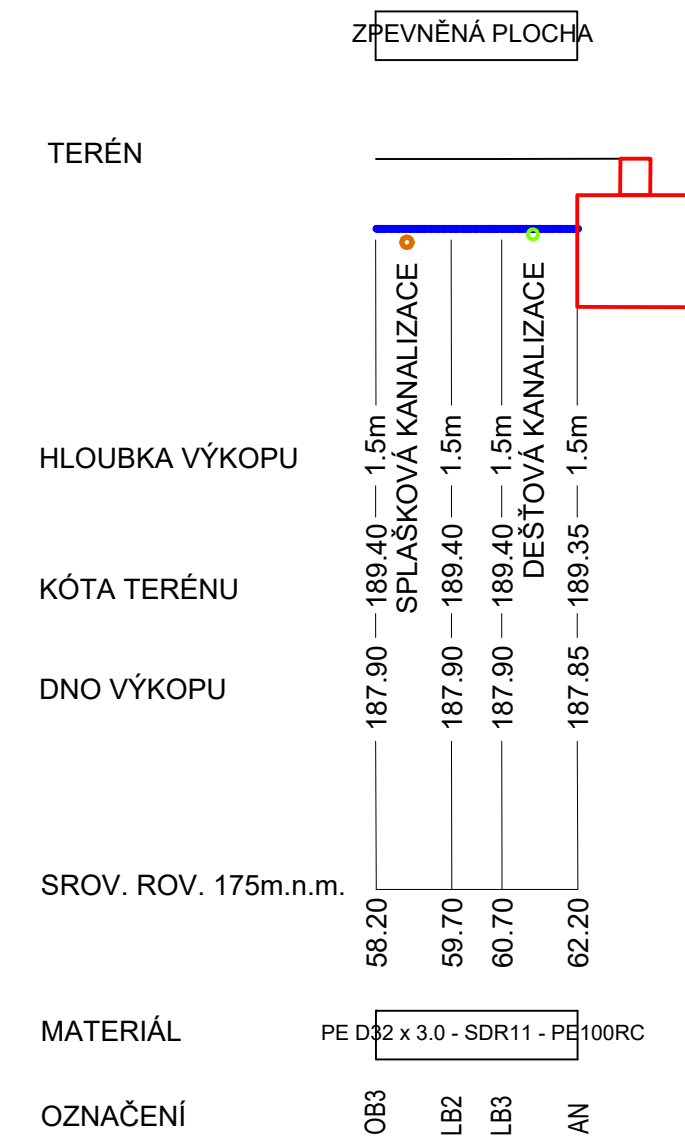 ZPEVNĚNÁ PLOCHA
TERÉN
SPLAŠKOVÁ KANALIZACE
DEŠŤOVÁ KANALIZACE
HLOUBKA VÝKOPU 1.5m 1.5m 1.5m 1.5m
KÓTA TERÉNU 189.40 189.40 189.40 189.35
DNO VÝKOPU 187.90 187.90 187.90 187.85
SROV. ROV. 175m.n.m.
58.20 59.70 60.70 62.20
MATERIÁL PE D32 x 3.0 - SDR11 - PE100RC
OZNAČENÍ OB3 LB2 LB3 AN